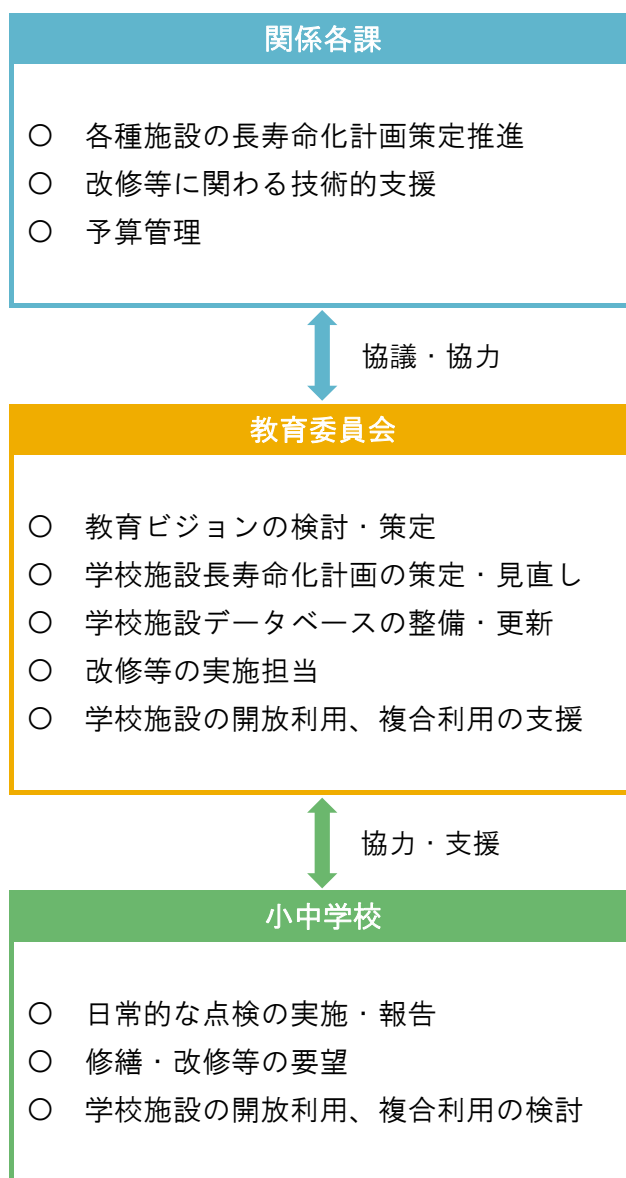 関係各課
○ 各種施設の長寿命化計画策定推進
○ 改修等に関わる技術的支援
○ 予算管理
協議・協力
教育委員会
○ 教育ビジョンの検討・策定
○ 学校施設長寿命化計画の策定・見直し
○ 学校施設データベースの整備・更新
○ 改修等の実施担当
○ 学校施設の開放利用、複合利用の支援
協力・支援
小中学校
○ 日常的な点検の実施・報告
○ 修繕・改修等の要望
○ 学校施設の開放利用、複合利用の検討